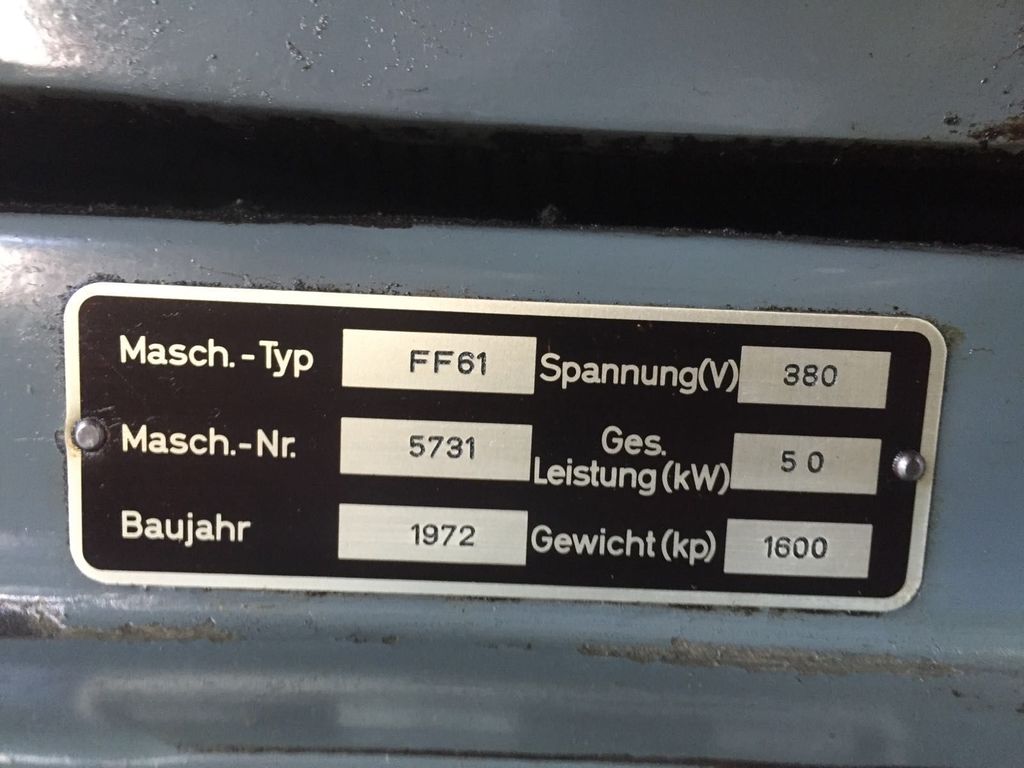 Masch.-Typ FF61 Spannung(V) 380
Masch.-Nr. 5731 Ges. Leistung(kW) 5 0
Baujahr 1972 Gewicht(kp) 1600